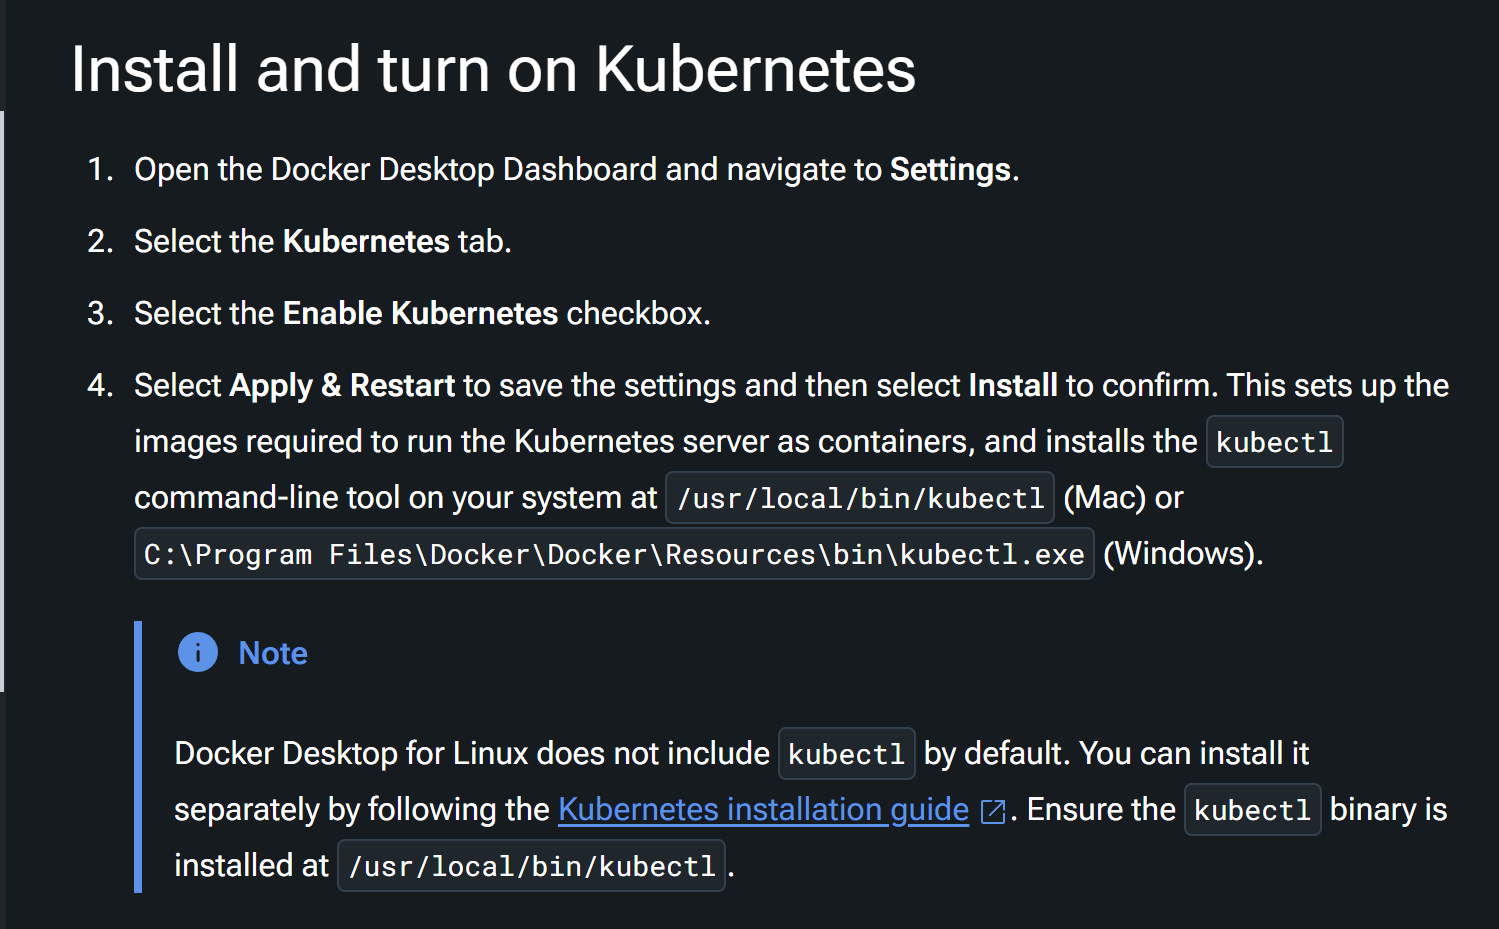 Install and turn on Kubernetes
1. Open the Docker Desktop Dashboard and navigate to Settings.
2. Select the Kubernetes tab.
3. Select the Enable Kubernetes checkbox.
4. Select Apply & Restart to save the settings and then select Install to confirm. This sets up the
images required to run the Kubernetes server as containers, and installs the kubectl
command-line tool on your system at /usr/local/bin/kubectl (Mac) or
C:\Program Files\Docker\Docker\Resources\bin\kubectl.exe (Windows).
Note
Docker Desktop for Linux does not include kubectl by default. You can install it
separately by following the Kubernetes installation guide. Ensure the kubectl binary is
installed at /usr/local/bin/kubectl.